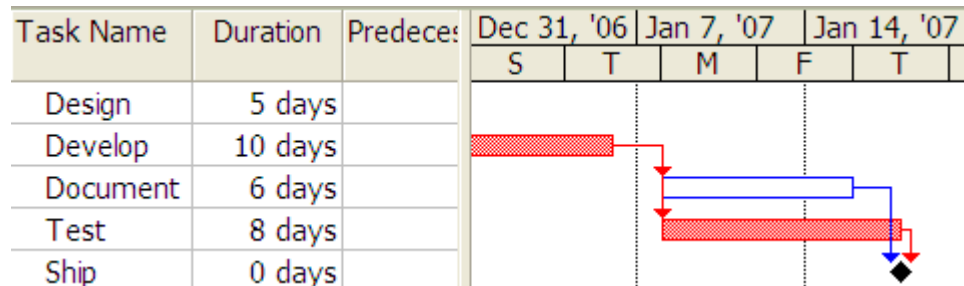 Task Name Duration Predeces Dec 31, '06 Jan 7, '07 Jan 14, '07
S T M F T
Design 5 days
Develop 10 days
Document 6 days
Test 8 days
Ship 0 days